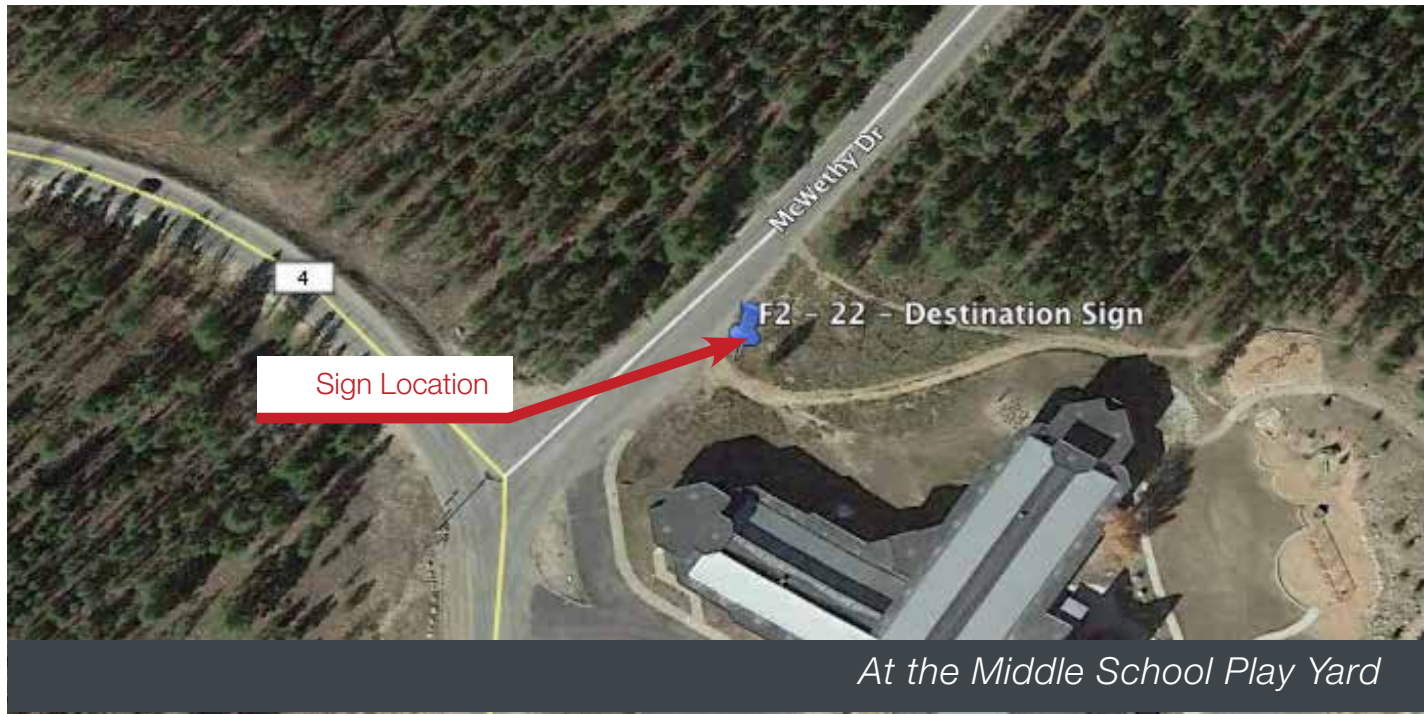 McWethy Dr
4
F2 - 22 - Destination Sign
Sign Location
At the Middle School Play Yard